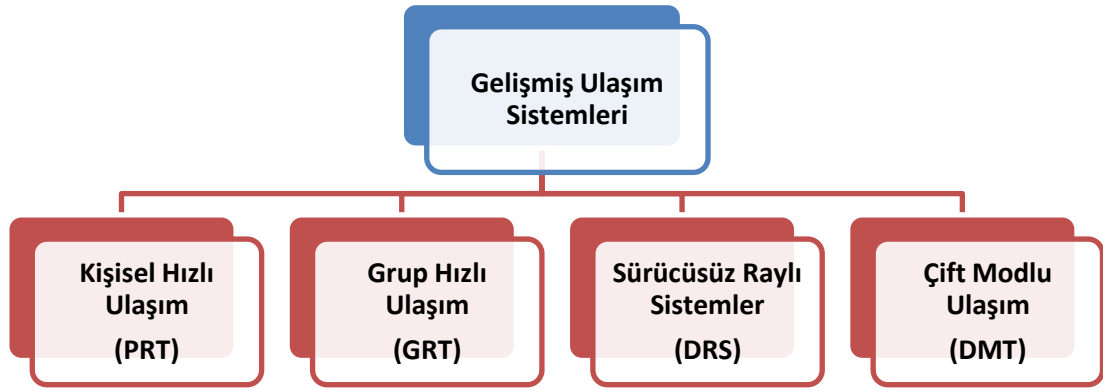 Gelişmiş Ulaşım
Sistemleri
Kişisel Hızlı
Ulaşım
(PRT)
Grup Hızlı
Ulaşım
(GRT)
Sürücüsüz Raylı
Sistemler
(DRS)
Çift Modlu
Ulaşım
(DMT)